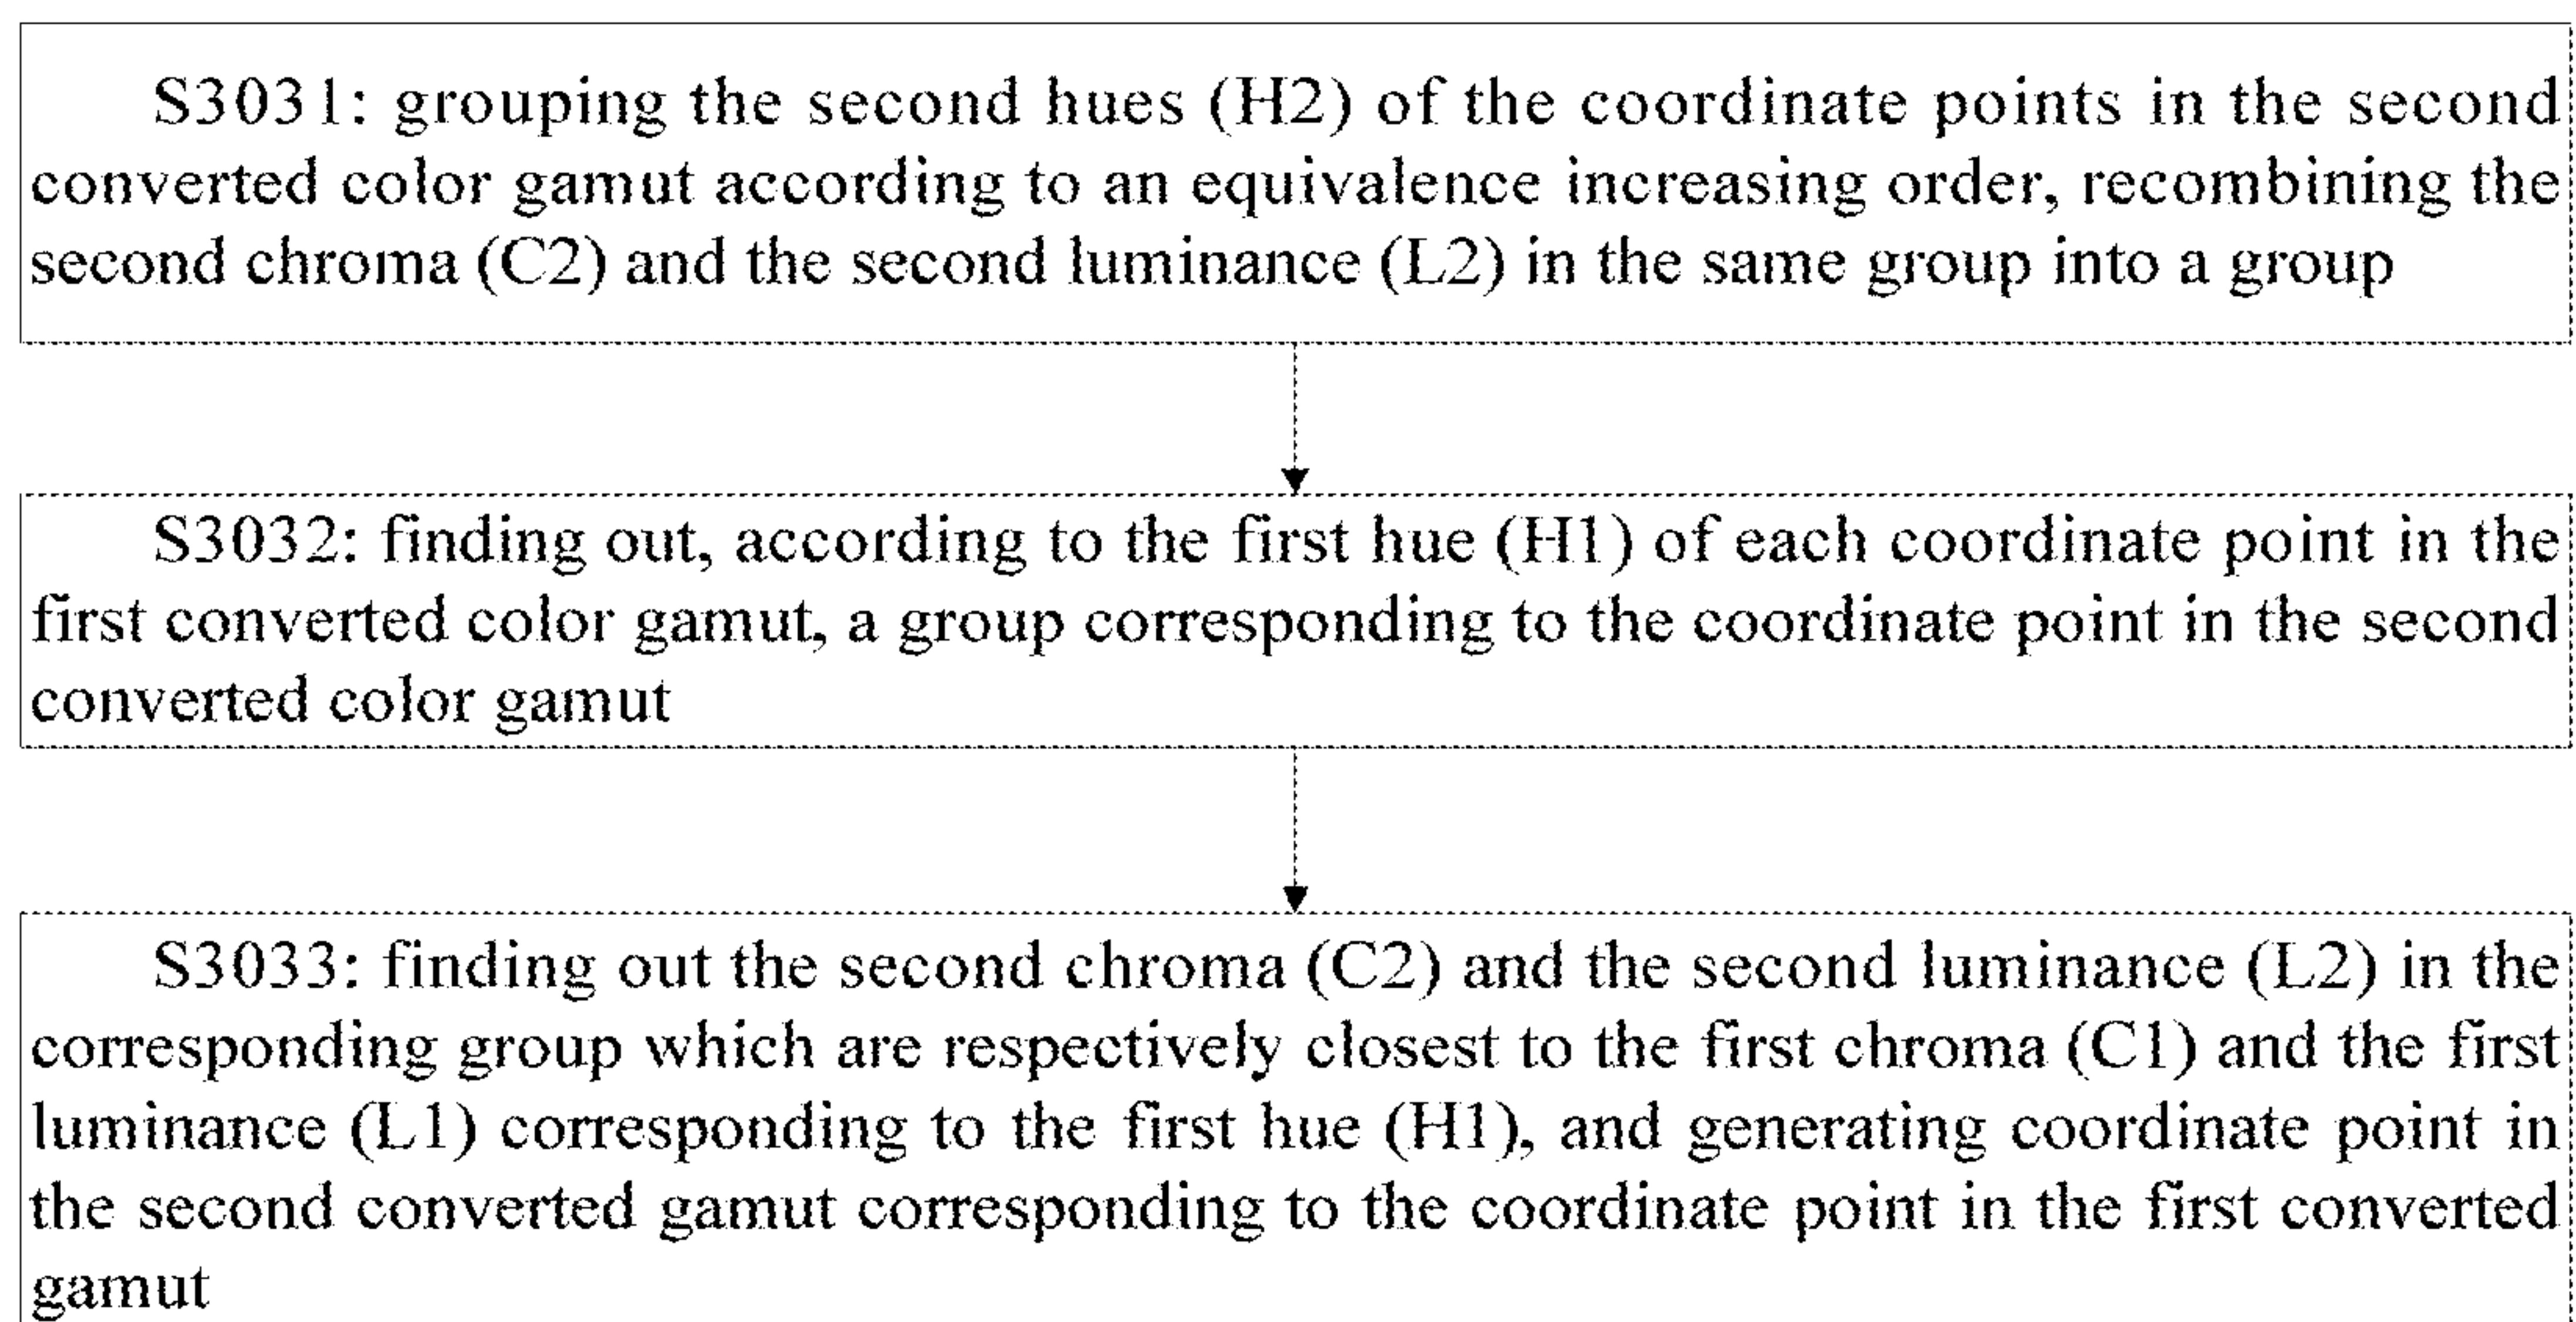 S3031: grouping the second hues (H2) of the coordinate points in the second
converted color gamut according to an equivalence increasing order, recombining the
second chroma (C2) and the second luminance (L2) in the same group into a group
S3032: finding out, according to the first hue (H1) of each coordinate point in the
first converted color gamut, a group corresponding to the coordinate point in the second
converted color gamut
S3033: finding out the second chroma (C2) and the second luminance (L2) in the
corresponding group which are respectively closest to the first chroma (C1) and the first
luminance (L1) corresponding to the first hue (H1), and generating coordinate point in
the second converted gamut corresponding to the coordinate point in the first converted
gamut